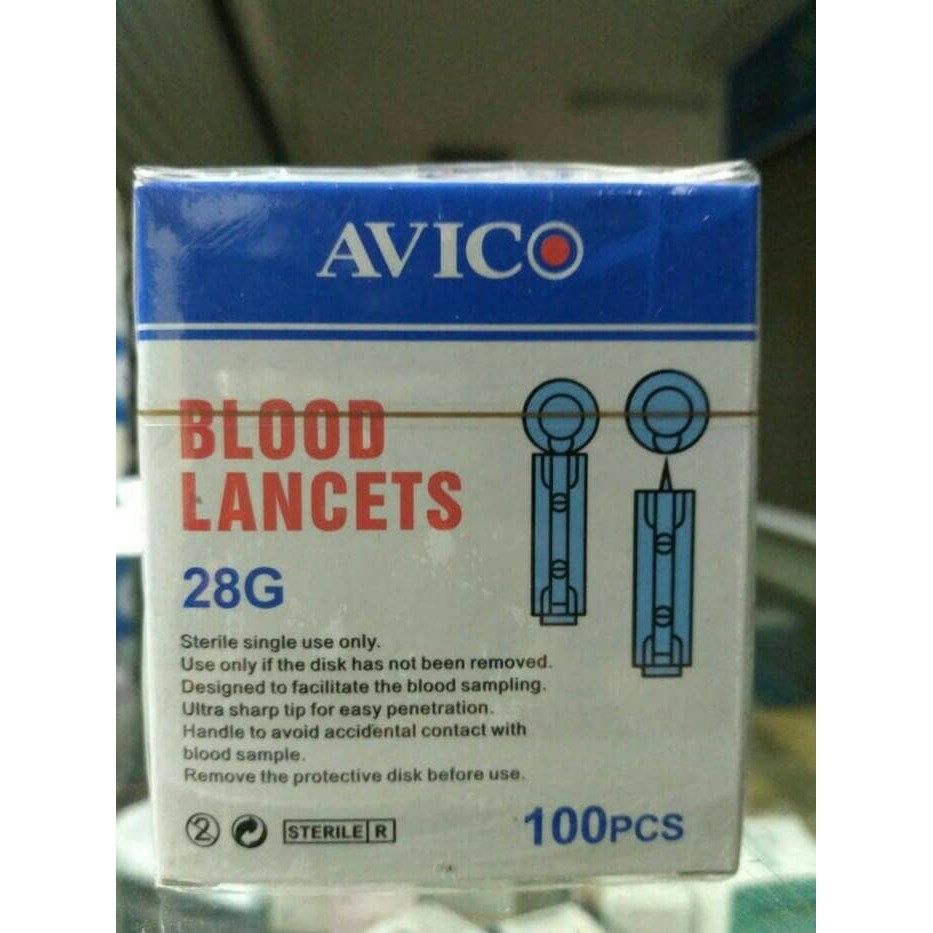 AVICO
BLOOD
LANCETS
28G
Sterile single use only.
Use only if the disk has not been removed.
Designed to facilitate the blood sampling.
Ultra sharp tip for easy penetration.
Handle to avoid accidental contact with
blood sample.
Remove the protective disk before use.
2 STERILE R
100PCS